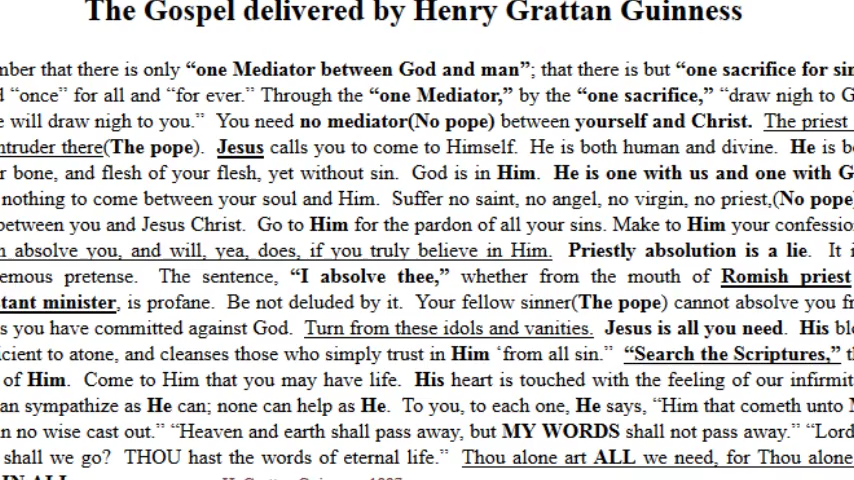 The Gospel delivered by Henry Grattan Guinness
mber that there is only “one Mediator between God and man”; that there is but “one sacrifice for sin
“once” for all and “for ever.” Through the “one Mediator,” by the “one sacrifice,” “draw nigh to G
e will draw nigh to you.” You need no mediator(No pope) between yourself and Christ. The priest
ntruder there(The pope). Jesus calls you to come to Himself. He is both human and divine. He is b
r bone, and flesh of your flesh, yet without sin. God is in Him. He is one with us and one with G
nothing to come between your soul and Him. Suffer no saint, no angel, no virgin, no priest,(No pope
between you and Jesus Christ. Go to Him for the pardon of all your sins. Make to Him your confessio
absolve you, and will, yea, does, if you truly believe in Him. Priestly absolution is a lie. It i
emous pretense. The sentence, “I absolve thee,” whether from the mouth of Romish priest
stant minister, is profane. Be not deluded by it. Your fellow sinner(The pope) cannot absolve you fr
s you have committed against God. Turn from these idols and vanities. Jesus is all you need. His blo
icient to atone, and cleanses those who simply trust in Him ‘from all sin.” “Search the Scriptures,” t
of Him. Come to Him that you may have life. His heart is touched with the feeling of our infirmit
an sympathize as He can; none can help as He. To you, to each one, He says, “Him that cometh unto
n no wise cast out.” “Heaven and earth shall pass away, but MY WORDS shall not pass away.” “Lord
shall we go? THOU hast the words of eternal life.” Thou alone art ALL we need, for Thou alone
IN ALL